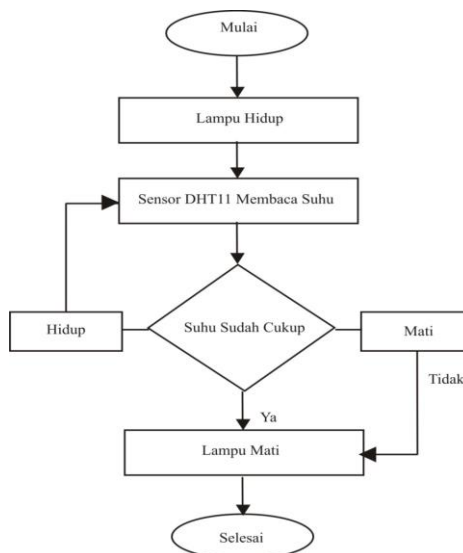 Mulai
Lampu Hidup
Sensor DHT11 Membaca Suhu
Hidup
Suhu Sudah Cukup
Mati
Tidak
Ya
Lampu Mati
Selesai